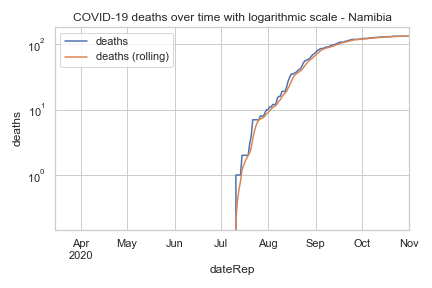 COVID-19 deaths over time with logarithmic scale - Namibia
deaths
deaths (rolling)
10²
10¹
10⁰
deaths
Apr May Jun Jul Aug Sep Oct Nov
2020
dateRep